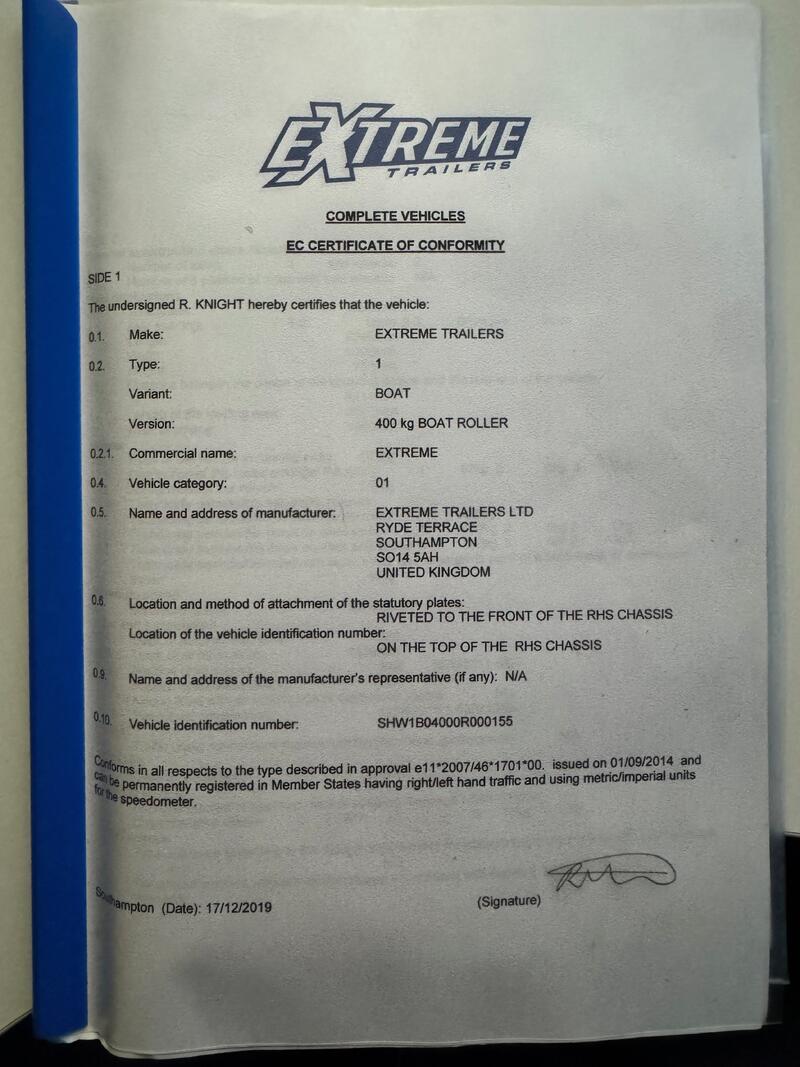 EXTREME
TRAILERS
COMPLETE VEHICLES
EC CERTIFICATE OF CONFORMITY
SIDE 1
The undersigned R. KNIGHT hereby certifies that the vehicle:
0.1. Make: EXTREME TRAILERS
0.2. Type: 1
Variant: BOAT
Version: 400 kg BOAT ROLLER
0.2.1. Commercial name: EXTREME
0.4. Vehicle category: 01
0.5. Name and address of manufacturer: EXTREME TRAILERS LTD
RYDE TERRACE
SOUTHAMPTON
SO14 5AH
UNITED KINGDOM
0.6. Location and method of attachment of the statutory plates:
RIVETED TO THE FRONT OF THE RHS CHASSIS
Location of the vehicle identification number:
ON THE TOP OF THE RHS CHASSIS
0.9. Name and address of the manufacturer's representative (if any): N/A
0.10. Vehicle identification number: SHW1B04000R000155
Conforms in all respects to the type described in approval e11*2007/46*1701*00. issued on 01/09/2014 and
can be permanently registered in Member States having right/left hand traffic and using metric/imperial units
for the speedometer.
Southampton (Date): 17/12/2019 (Signature)